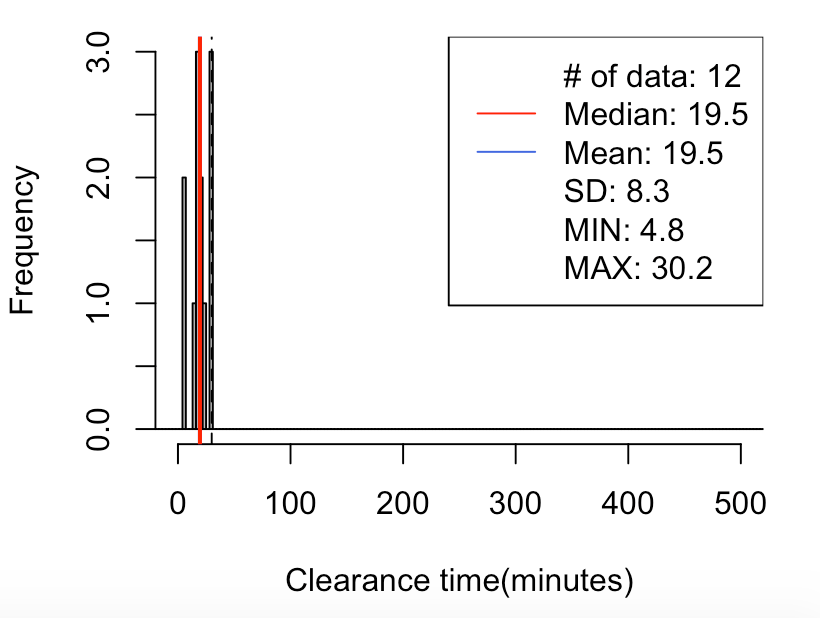 3.0
2.0
1.0
0.0
Frequency
# of data: 12
Median: 19.5
Mean: 19.5
SD: 8.3
MIN: 4.8
MAX: 30.2
0 100 200 300 400 500
Clearance time(minutes)